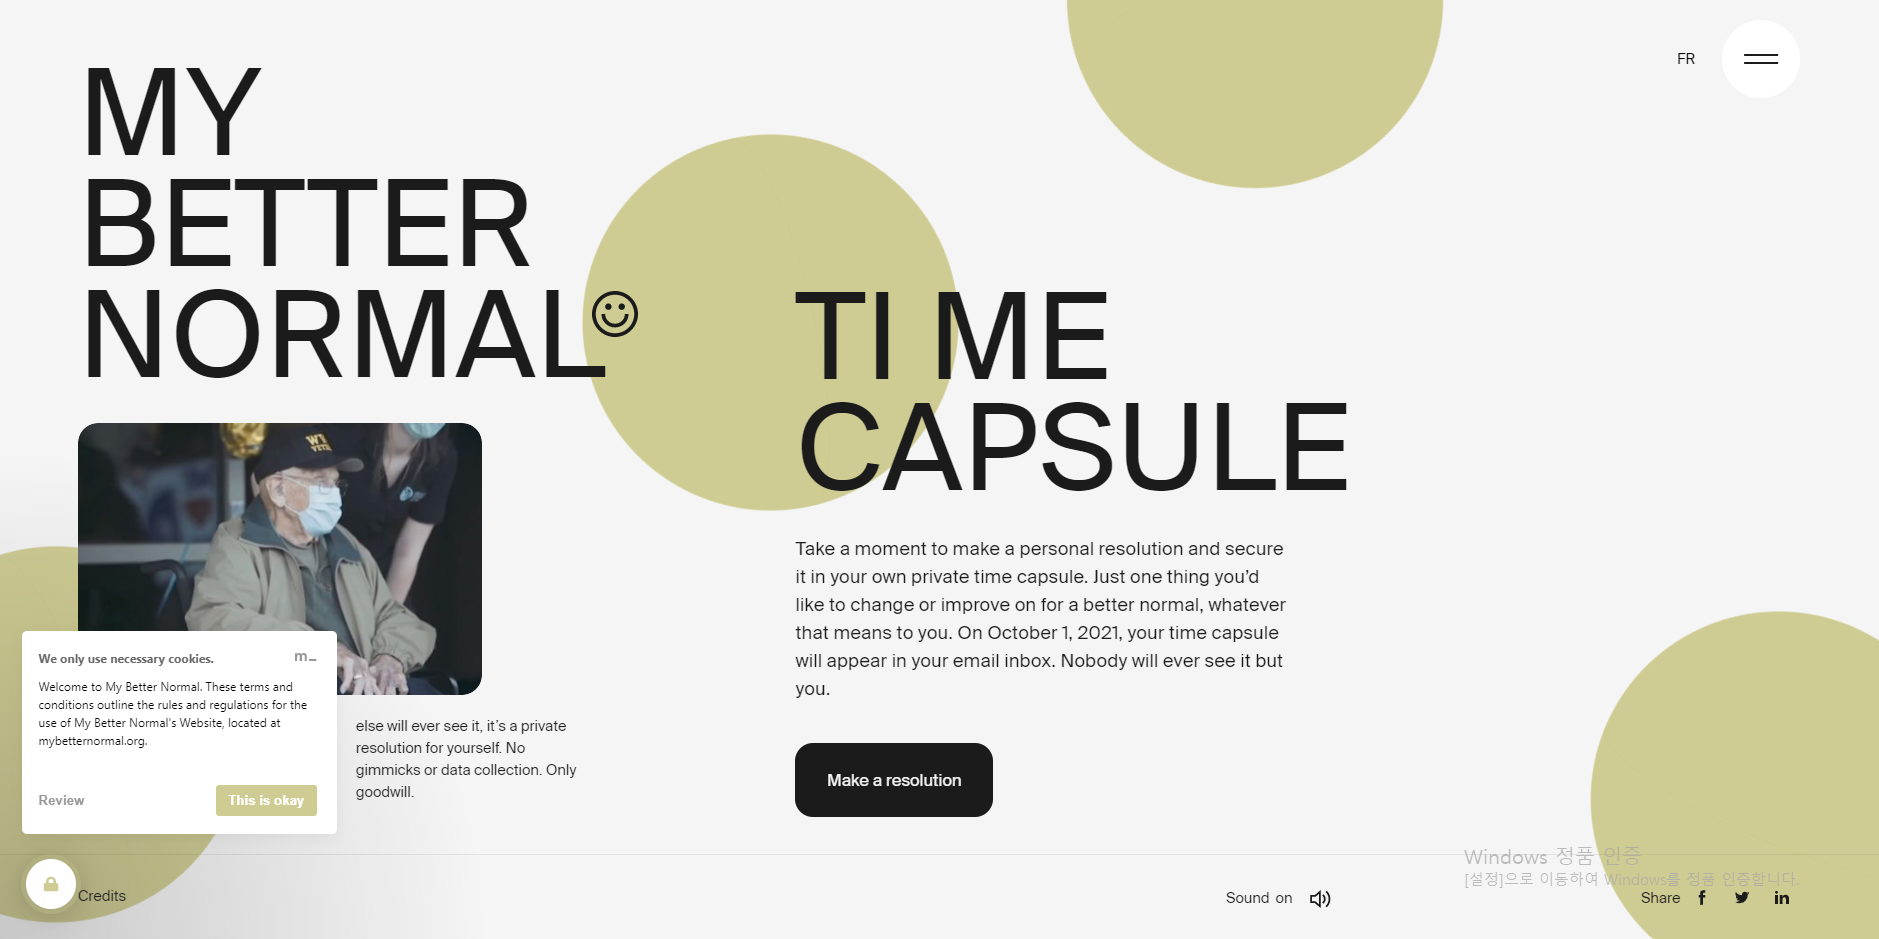 MY
BETTER
NORMAL
FR
TI ME
CAPSULE
Take a moment to make a personal resolution and secure
it in your own private time capsule. Just one thing you’d
like to change or improve on for a better normal, whatever
that means to you. On October 1, 2021, your time capsule
will appear in your email inbox. Nobody will ever see it but
you.
Make a resolution
We only use necessary cookies.
m_
Welcome to My Better Normal. These terms and
conditions outline the rules and regulations for the
use of My Better Normal's Website, located at
mybetternormal.org.
Review
This is okay
else will ever see it, it’s a private
resolution for yourself. No
gimmicks or data collection. Only
goodwill.
Credits
Sound on
Windows 정품 인증
[설정]으로 이동하여 Windows를 정품 인증합니다.
Share